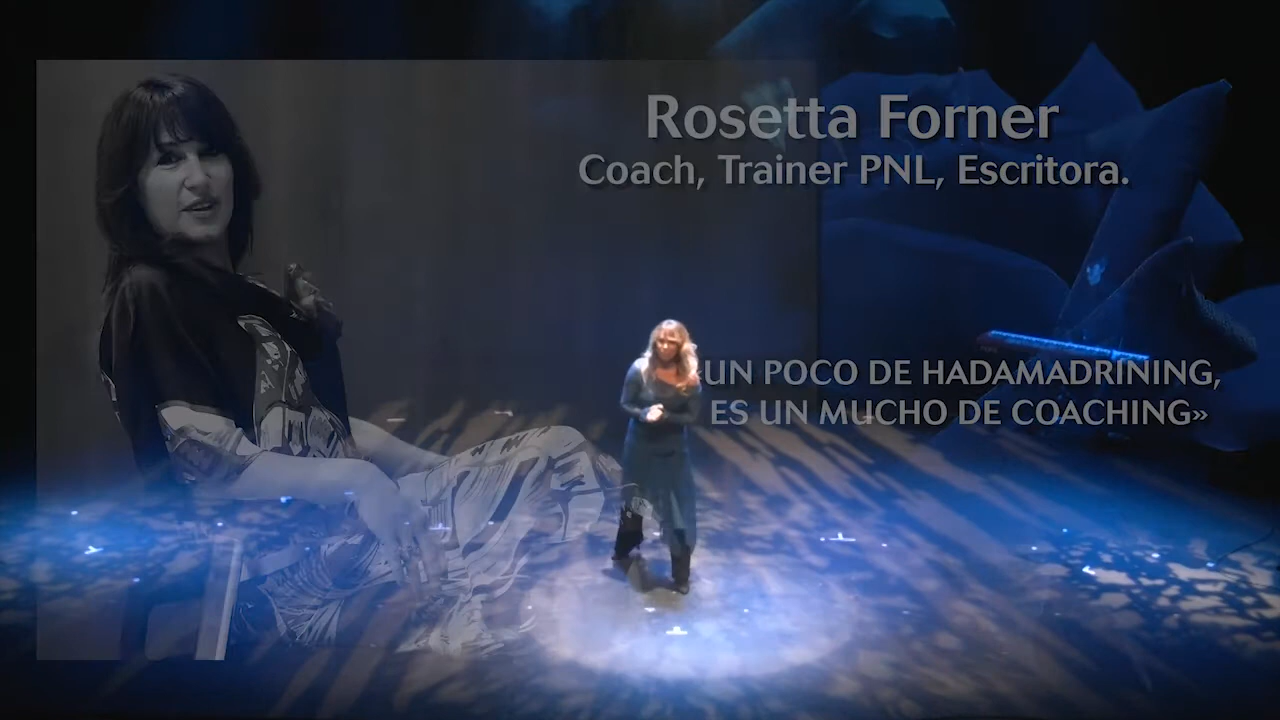 Rosetta Forner
Coach, Trainer PNL, Escritora.
«UN POCO DE HADAMADRINING,
ES UN MUCHO DE COACHING»